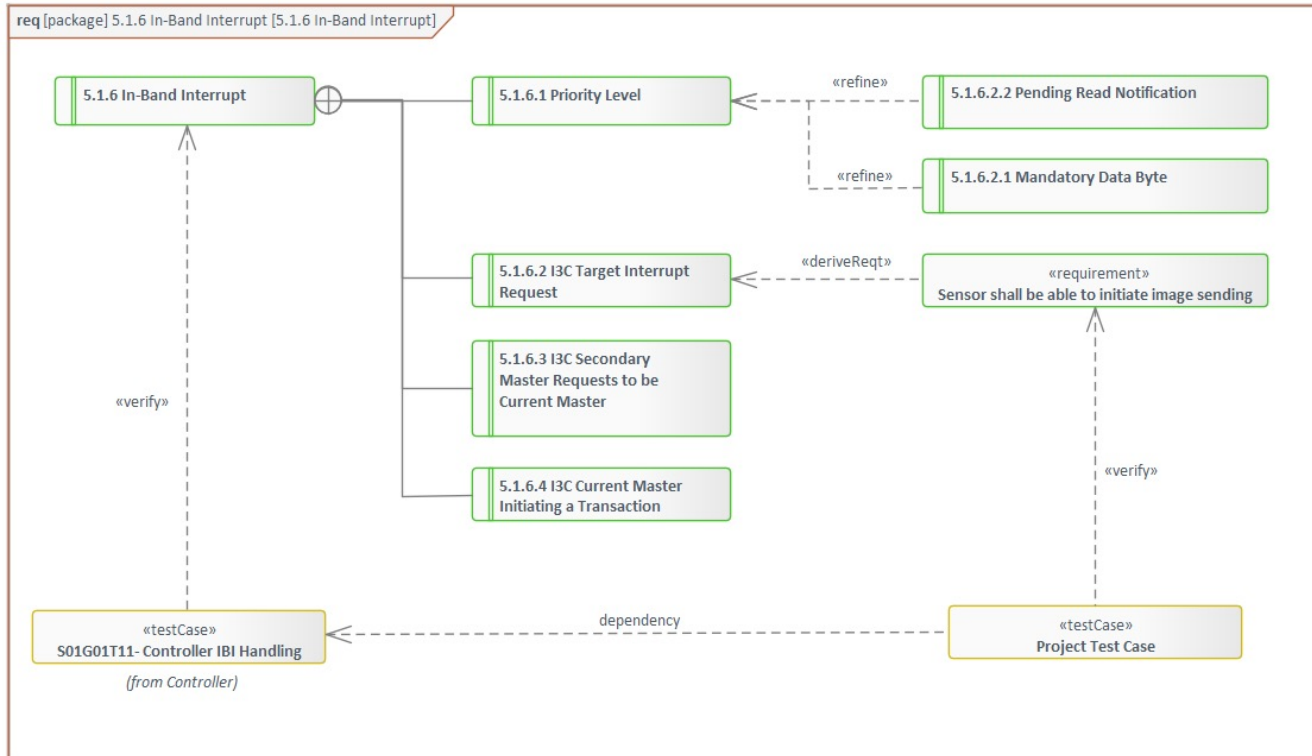 req [package] 5.1.6 In-Band Interrupt [5.1.6 In-Band Interrupt]
5.1.6 In-Band Interrupt
5.1.6.1 Priority Level
«refine»
5.1.6.2.2 Pending Read Notification
«refine»
5.1.6.2.1 Mandatory Data Byte
5.1.6.2 I3C Target Interrupt
Request
«deriveReqt»
«requirement»
Sensor shall be able to initiate image sending
5.1.6.3 I3C Secondary
Master Requests to be
Current Master
«verify»
«verify»
5.1.6.4 I3C Current Master
Initiating a Transaction
«testCase»
S01G01T11- Controller IBI Handling
(from Controller)
dependency
«testCase»
Project Test Case